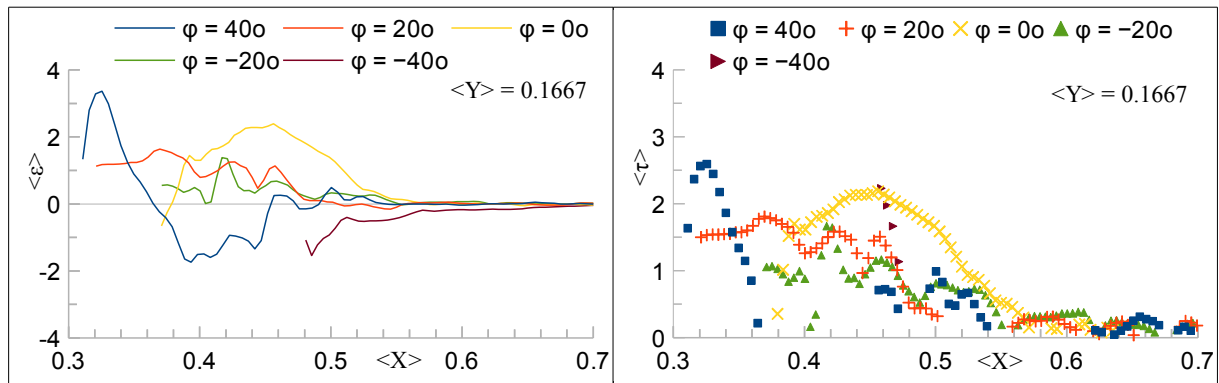 φ = 40o φ = 20o φ = 0o
φ = −20o φ = −40o
<Y> = 0.1667
4
2
0
-2
-4
<ε>
0.3 0.4 0.5 0.6 0.7
<X>
φ = 40o φ = 20o φ = 0o φ = −20o
φ = −40o
<Y> = 0.1667
4
3
2
1
0
<τ>
0.3 0.4 0.5 0.6 0.7
<X>